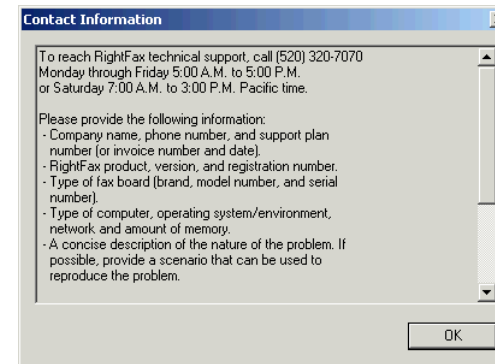 Contact Information
To reach RightFax technical support, call (520) 320-7070
Monday through Friday 5:00 A.M. to 5:00 P.M.
or Saturday 7:00 A.M. to 3:00 P.M. Pacific time.
Please provide the following information:
- Company name, phone number, and support plan
number (or invoice number and date).
- RightFax product, version, and registration number.
- Type of fax board (brand, model number, and serial
number).
- Type of computer, operating system/environment,
network and amount of memory.
- A concise description of the nature of the problem. If
possible, provide a scenario that can be used to
reproduce the problem.
OK